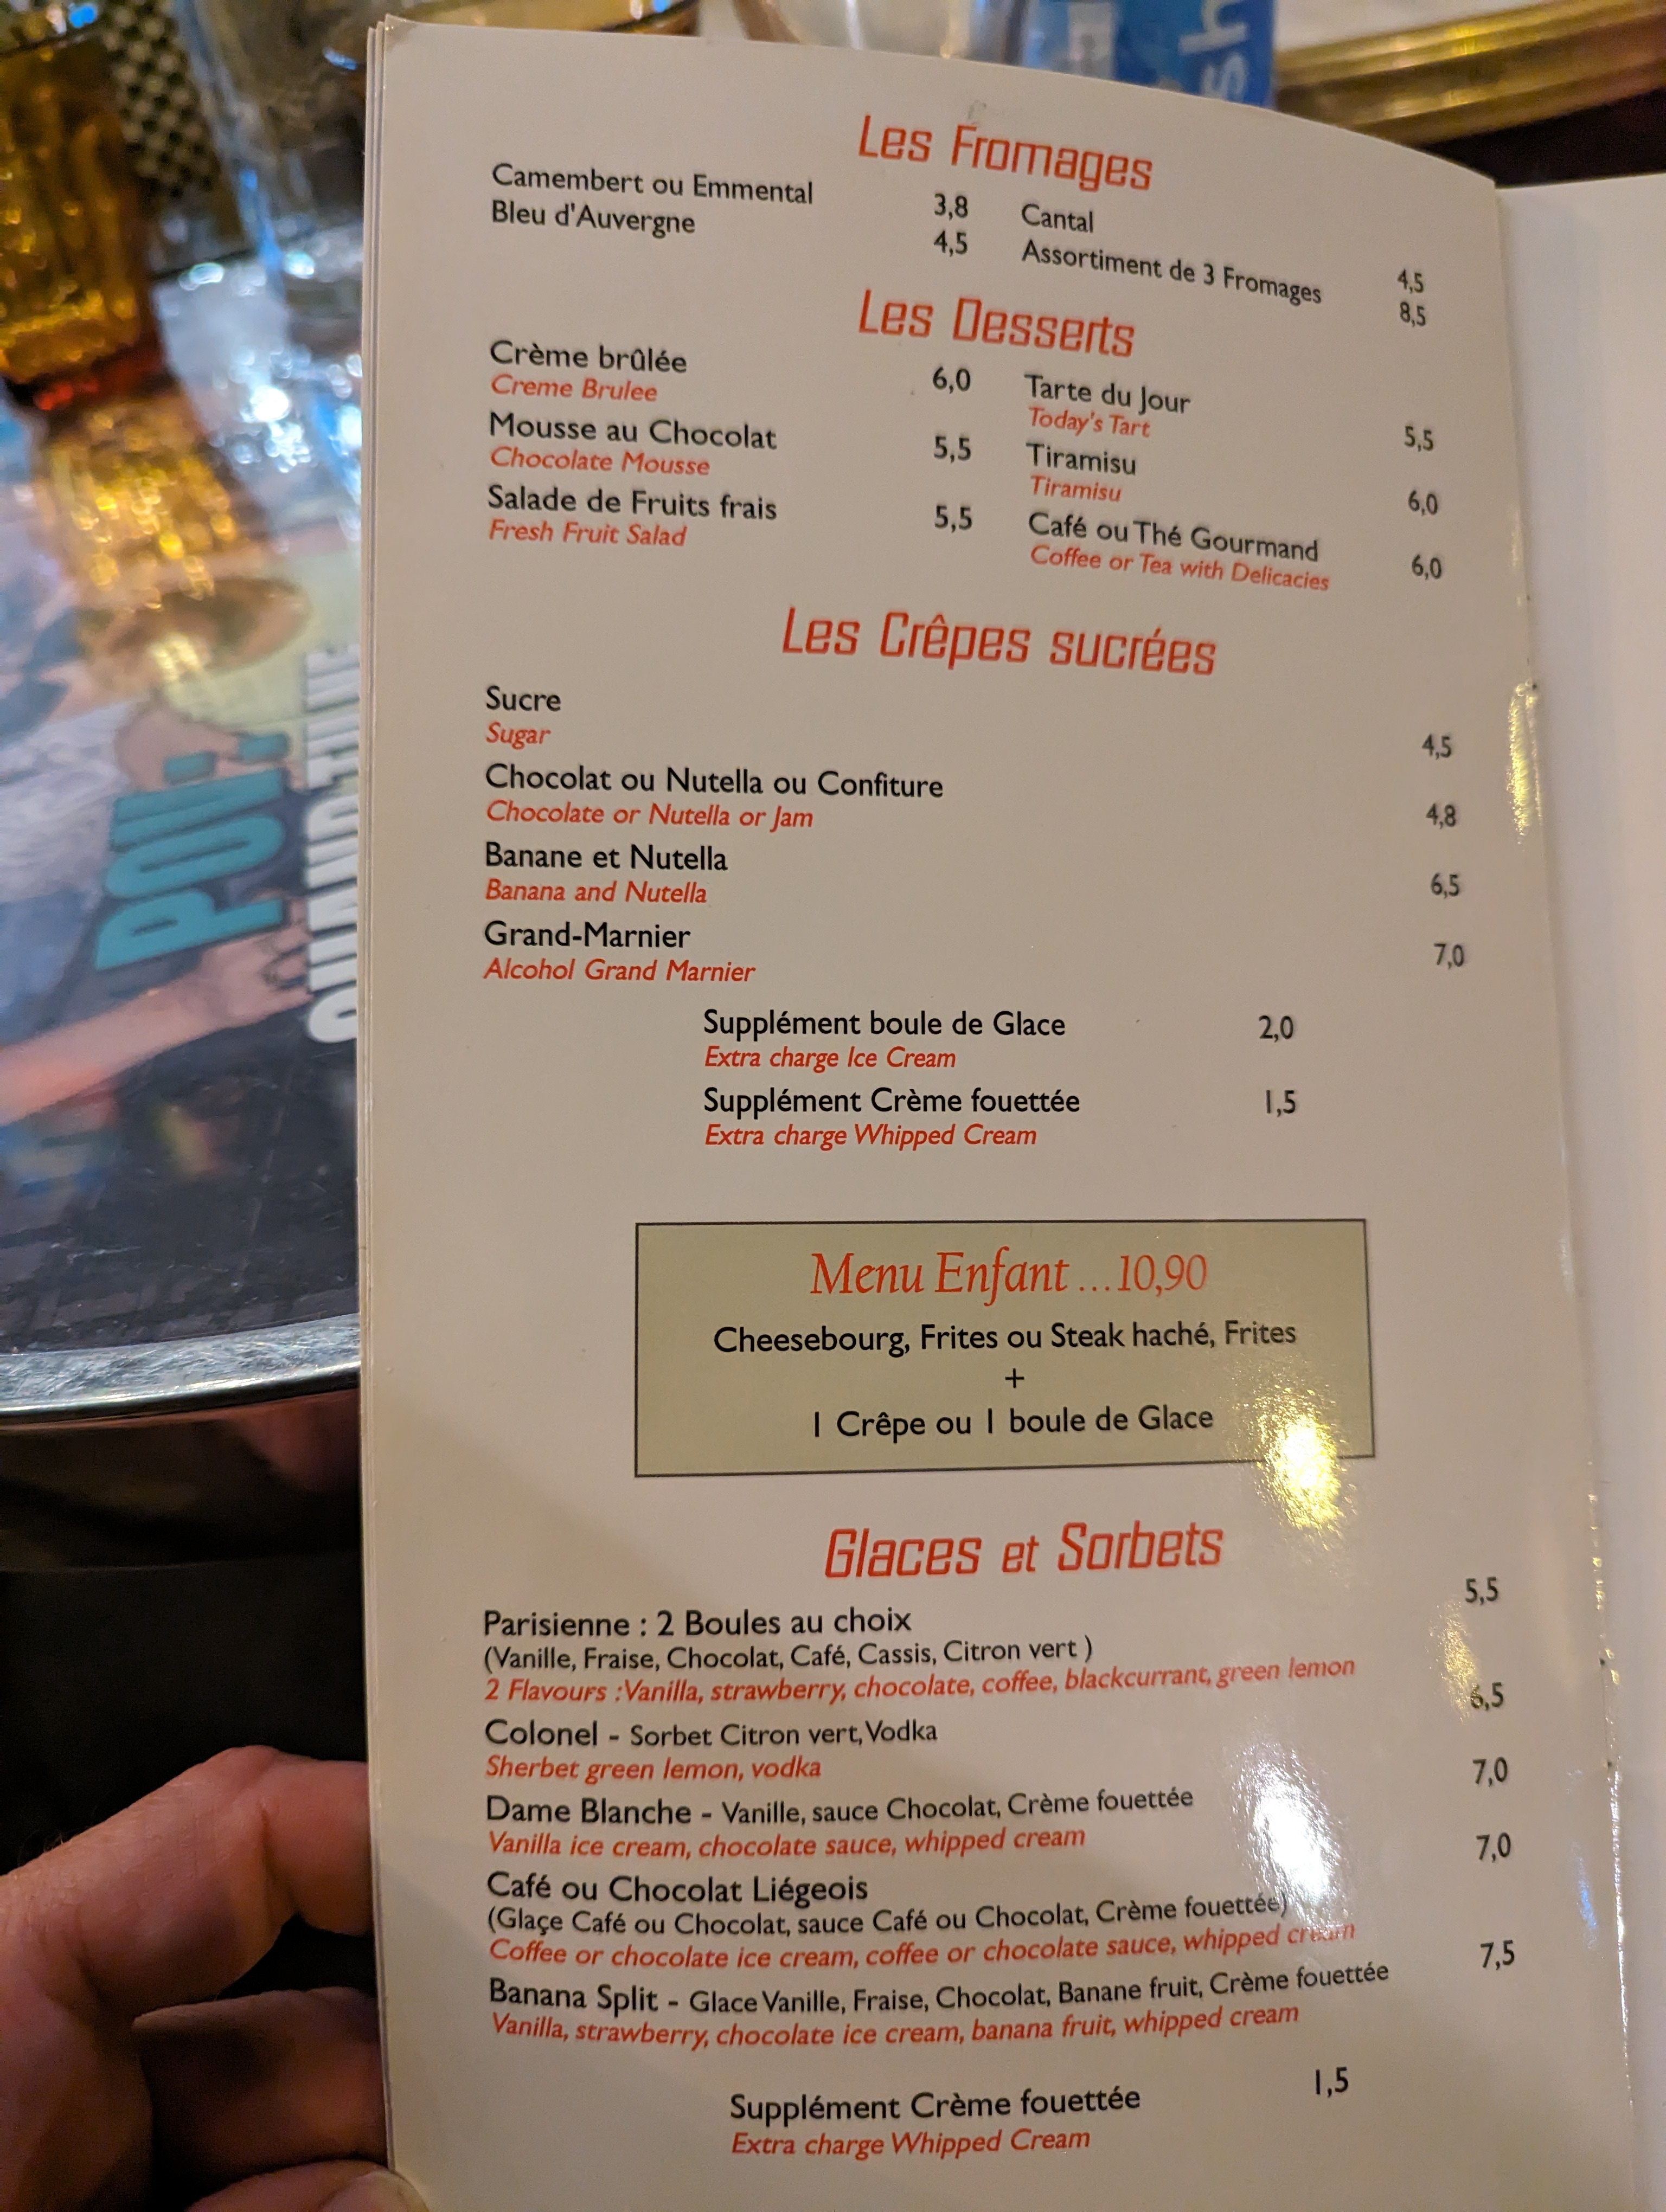 sh
Les Fromages
Camembert ou Emmental 3,8
Bleu d'Auvergne 4,5
Cantal 4,5
Assortiment de 3 Fromages 8,5
Les Desserts
Crème brûlée 6,0
Creme Brulee
Mousse au Chocolat 5,5
Chocolate Mousse
Salade de Fruits frais 5,5
Fresh Fruit Salad
Tarte du Jour 5,5
Today's Tart
Tiramisu 6,0
Tiramisu
Café ou Thé Gourmand 6,0
Coffee or Tea with Delicacies
Les Crêpes sucrées
Sucre 4,5
Sugar
Chocolat ou Nutella ou Confiture 4,8
Chocolate or Nutella or Jam
Banane et Nutella 6,5
Banana and Nutella
Grand-Marnier 7,0
Alcohol Grand Marnier
Supplément boule de Glace 2,0
Extra charge Ice Cream
Supplément Crème fouettée 1,5
Extra charge Whipped Cream
Menu Enfant ...10,90
Cheesebourg, Frites ou Steak haché, Frites
+
1 Crêpe ou 1 boule de Glace
Glaces et Sorbets
Parisienne : 2 Boules au choix 5,5
(Vanille, Fraise, Chocolat, Café, Cassis, Citron vert )
2 Flavours :Vanilla, strawberry, chocolate, coffee, blackcurrant, green lemon
Colonel - Sorbet Citron vert, Vodka 6,5
Sherbet green lemon, vodka
Dame Blanche - Vanille, sauce Chocolat, Crème fouettée 7,0
Vanilla ice cream, chocolate sauce, whipped cream
Café ou Chocolat Liégeois 7,0
(Glaçe Café ou Chocolat, sauce Café ou Chocolat, Crème fouettée)
Coffee or chocolate ice cream, coffee or chocolate sauce, whipped cream
Banana Split - Glace Vanille, Fraise, Chocolat, Banane fruit, Crème fouettée 7,5
Vanilla, strawberry, chocolate ice cream, banana fruit, whipped cream
Supplément Crème fouettée 1,5
Extra charge Whipped Cream